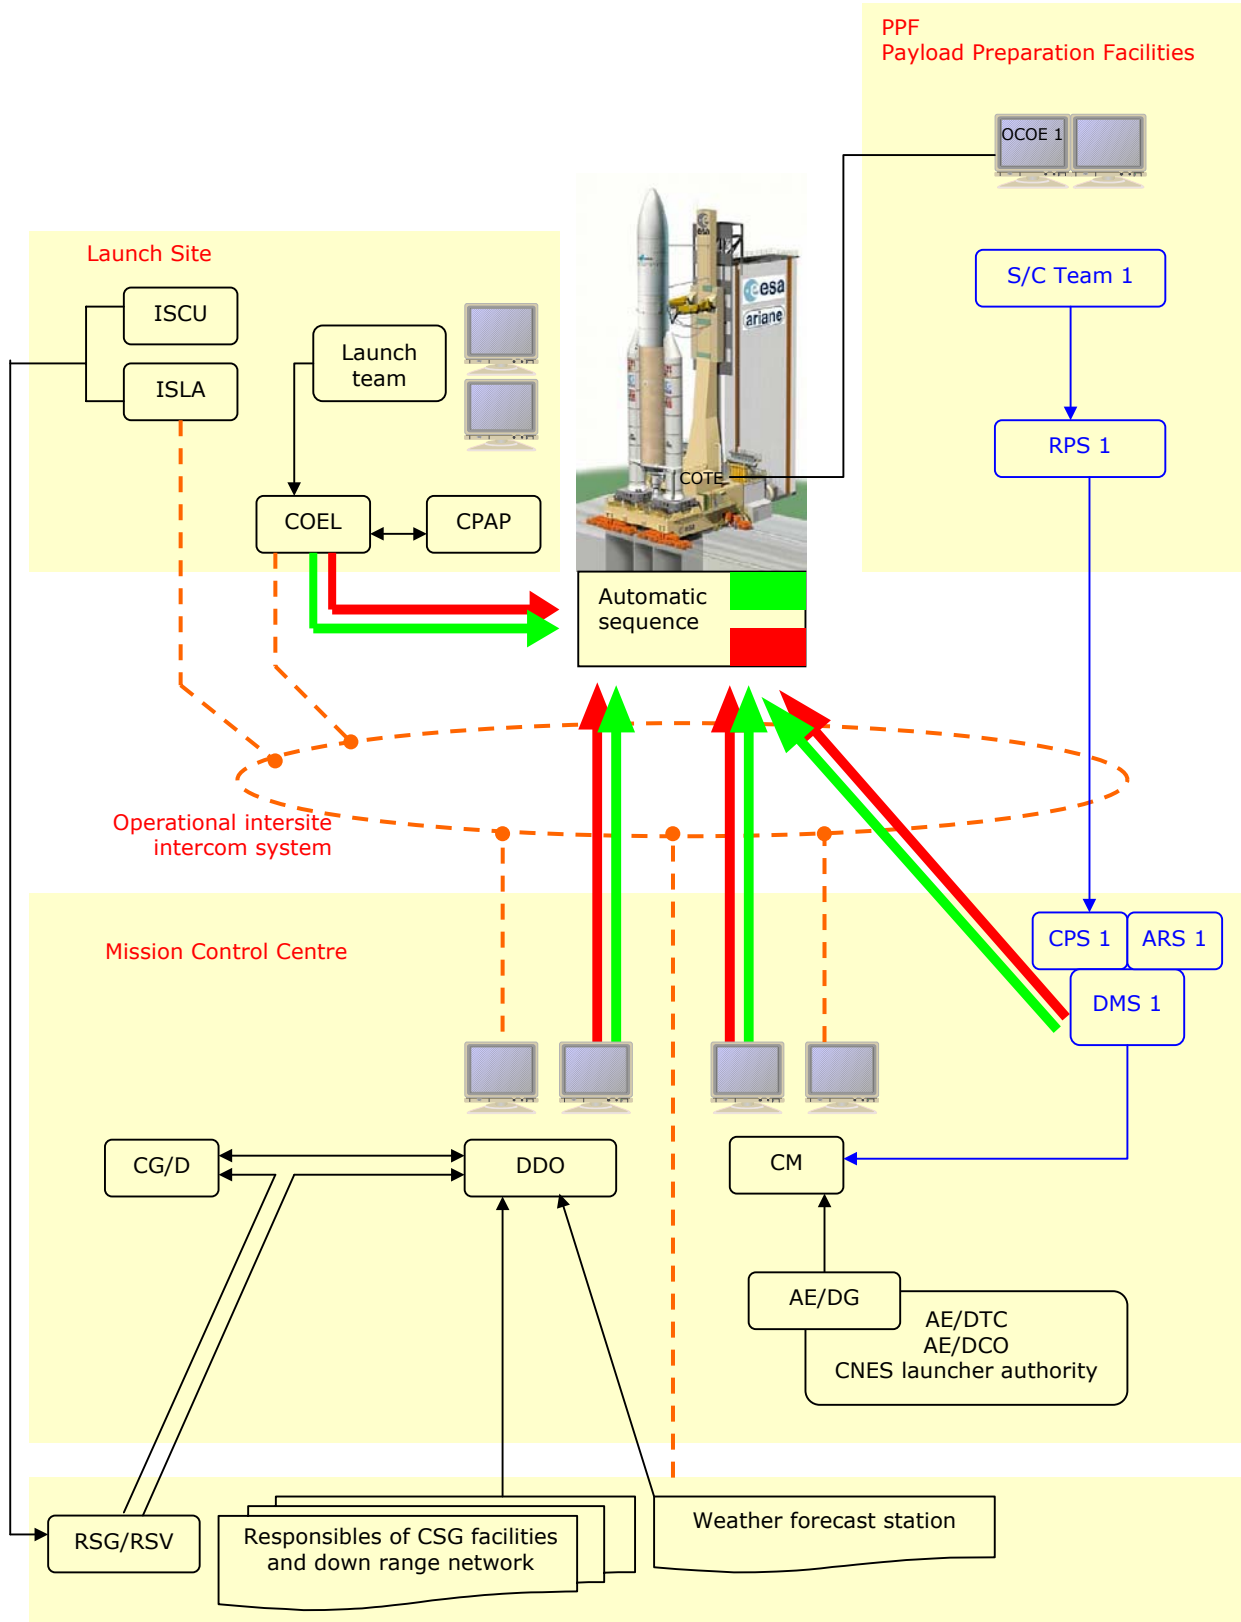 PPF
Payload Preparation Facilities
OCOE 1
Launch Site
esa
esa
ariane
S/C Team 1
ISCU
Launch
team
ISLA
RPS 1
COTE
COEL
CPAP
esa
Automatic
sequence
Operational intersite
intercom system
Mission Control Centre
CPS 1
ARS 1
DMS 1
CG/D
DDO
CM
AE/DG
AE/DTC
AE/DCO
CNES launcher authority
RSG/RSV
Responsibles of CSG facilities
and down range network
Weather forecast station